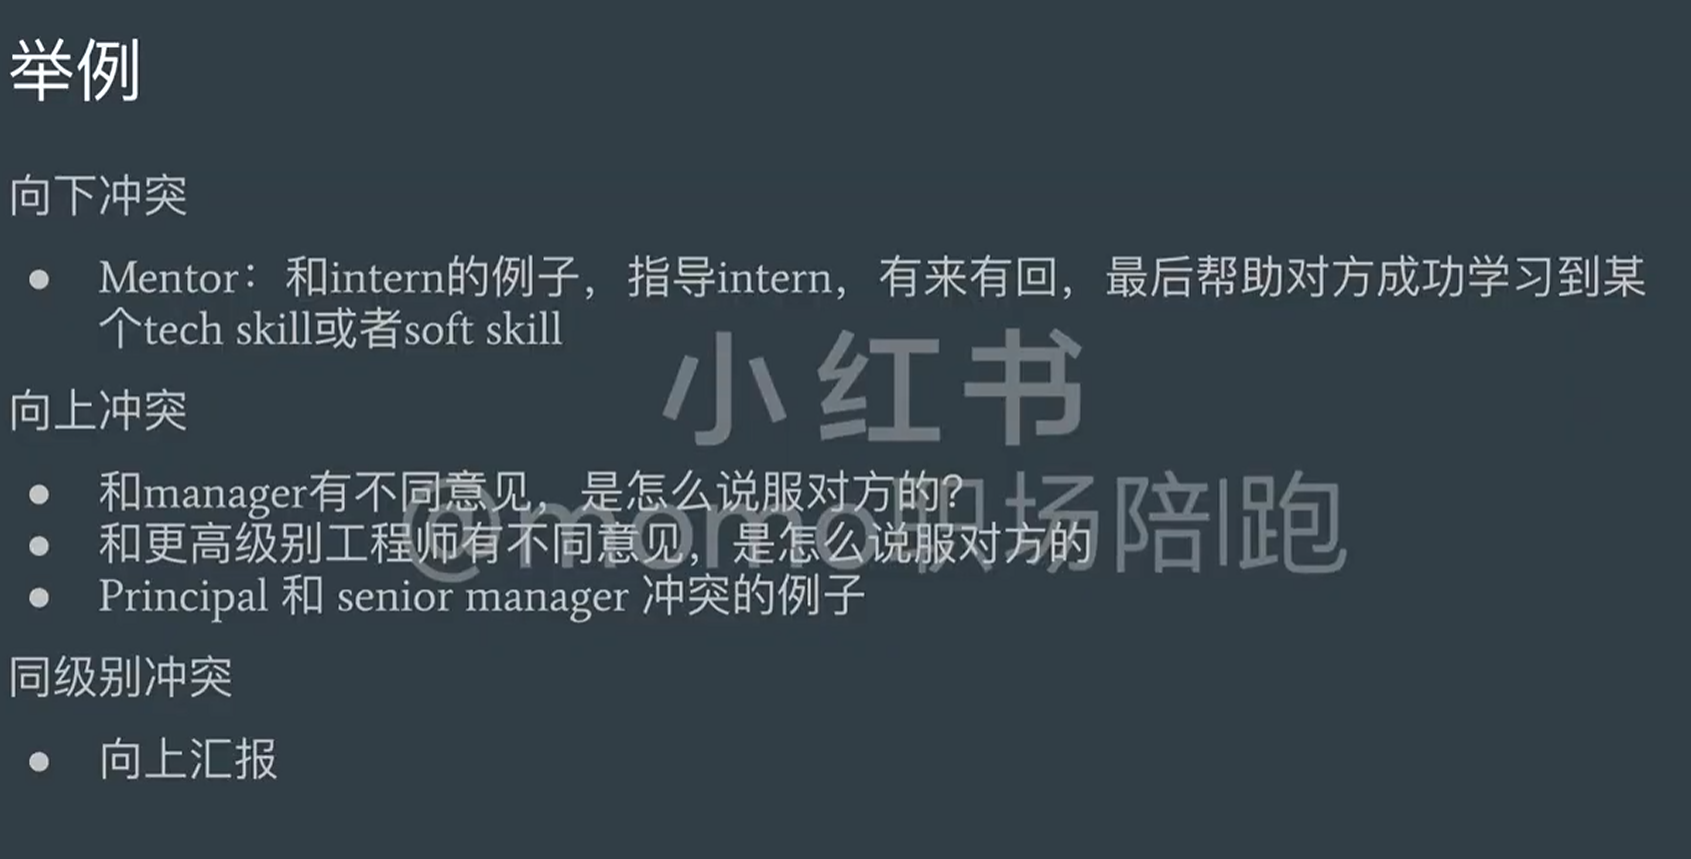 举例
向下冲突
● Mentor：和intern的例子，指导intern，有来有回，最后帮助对方成功学习到某
个tech skill或者soft skill
小红书
向上冲突
● 和manager有不同意见，是怎么说服对方的？
@momo职场陪跑
● 和更高级别工程师有不同意见，是怎么说服对方的
● Principal 和 senior manager 冲突的例子
同级别冲突
● 向上汇报